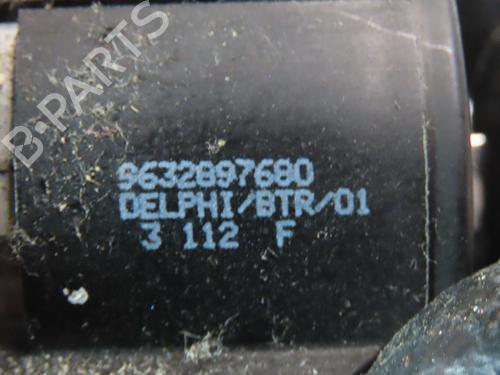 B-PARTS
9632897680
DELPHI/BTR/01
3 112 F